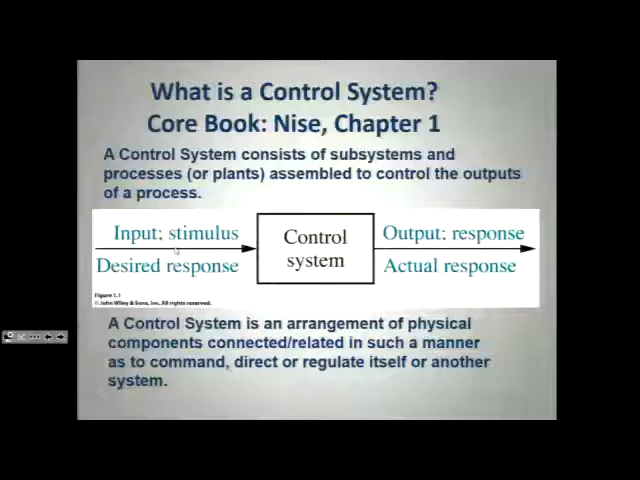 What is a Control System?
Core Book: Nise, Chapter 1
A Control System consists of subsystems and
processes (or plants) assembled to control the outputs
of a process.
Input; stimulus
Desired response
Control
system
Output; response
Actual response
Figure 1.1
© John Wiley & Sons, Inc. All rights reserved.
A Control System is an arrangement of physical
components connected/related in such a manner
as to command, direct or regulate itself or another
system.